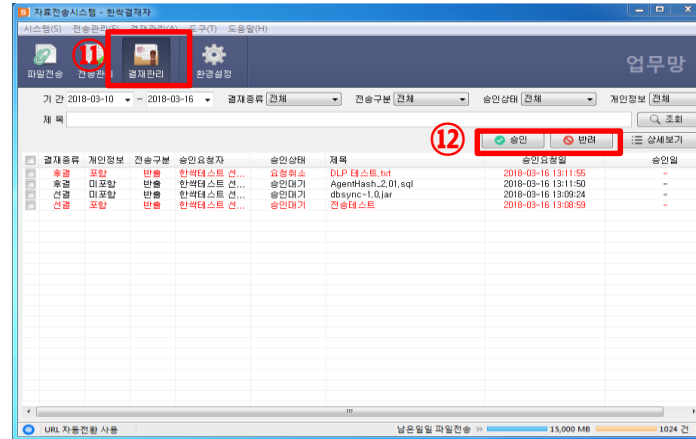 자료전송시스템 - 한싹결재자
시스템(S) 전송관리(F) 결재관리(A) 도구(T) 도움말(H)
⑪
파일전송 전송관리 결재관리 환경설정
업무망
기 간 2018-03-10 ~ 2018-03-16 결재종류 전체 전송구분 전체 승인상태 전체 개인정보 전체
제 목 조회
⑫
승인 반려 상세보기
결재종류 개인정보 전송구분 승인요청자 승인상태 제목 승인요청일 승인일
후결 포함 반출 한싹테스트 선... 요청취소 DLP 테스트.txt 2018-03-16 13:11:55 -
후결 미포함 반출 한싹테스트 선... 승인대기 AgentHash_2,01,sql 2018-03-16 13:11:50 -
선결 미포함 반출 한싹테스트 선... 승인대기 dbsync-1,0,jar 2018-03-16 13:09:24 -
선결 포함 반출 한싹테스트 선... 승인대기 전송테스트 2018-03-16 13:08:59 -
URL 자동전환 사용 남은일일 파일전송 >> 15,000 MB 1024 건